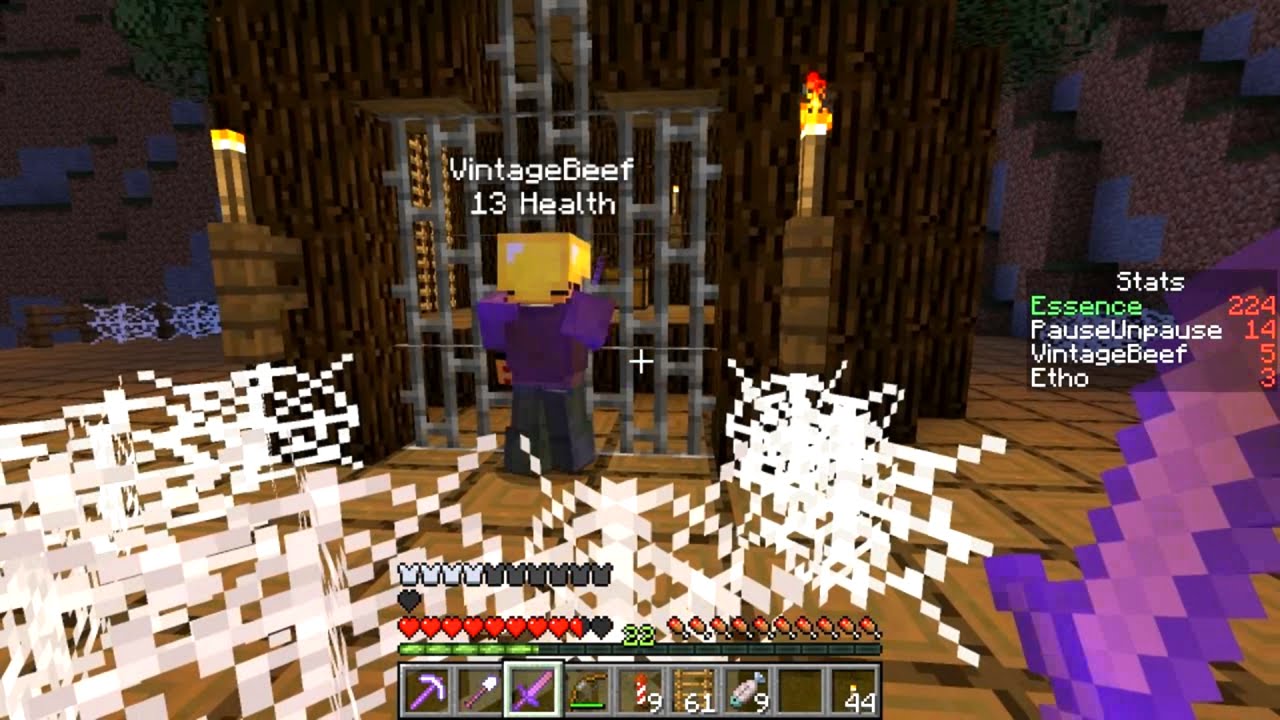 VintageBeef
13 Health
Stats
Essence 224
PauseUnpause 14
VintageBeef 5
Etho 3
22
9 61 9 44